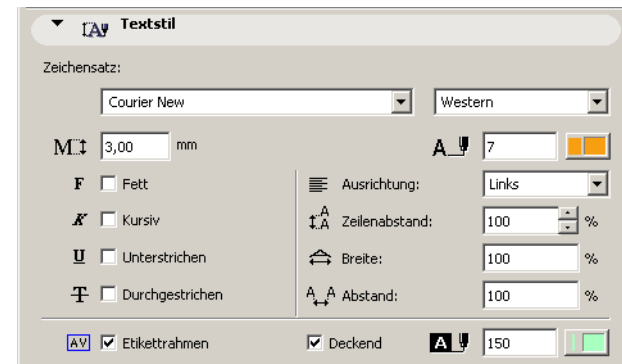 Textstil
Zeichensatz:
Courier New Western
M 3,00 mm A 7
F Fett Ausrichtung: Links
K Kursiv A A Zeilenabstand: 100 %
U Unterstrichen Breite: 100 %
T Durchgestrichen A A Abstand: 100 %
AV Etikettrahmen Deckend A 150